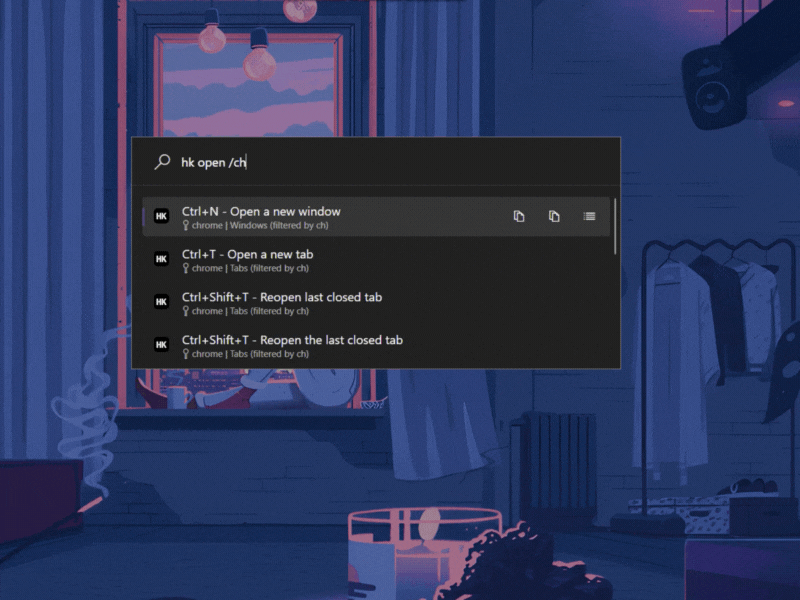 hk open /ch
HK
Ctrl+N - Open a new window
chrome | Windows (filtered by ch)
HK
Ctrl+T - Open a new tab
chrome | Tabs (filtered by ch)
HK
Ctrl+Shift+T - Reopen last closed tab
chrome | Tabs (filtered by ch)
HK
Ctrl+Shift+T - Reopen the last closed tab
chrome | Tabs (filtered by ch)